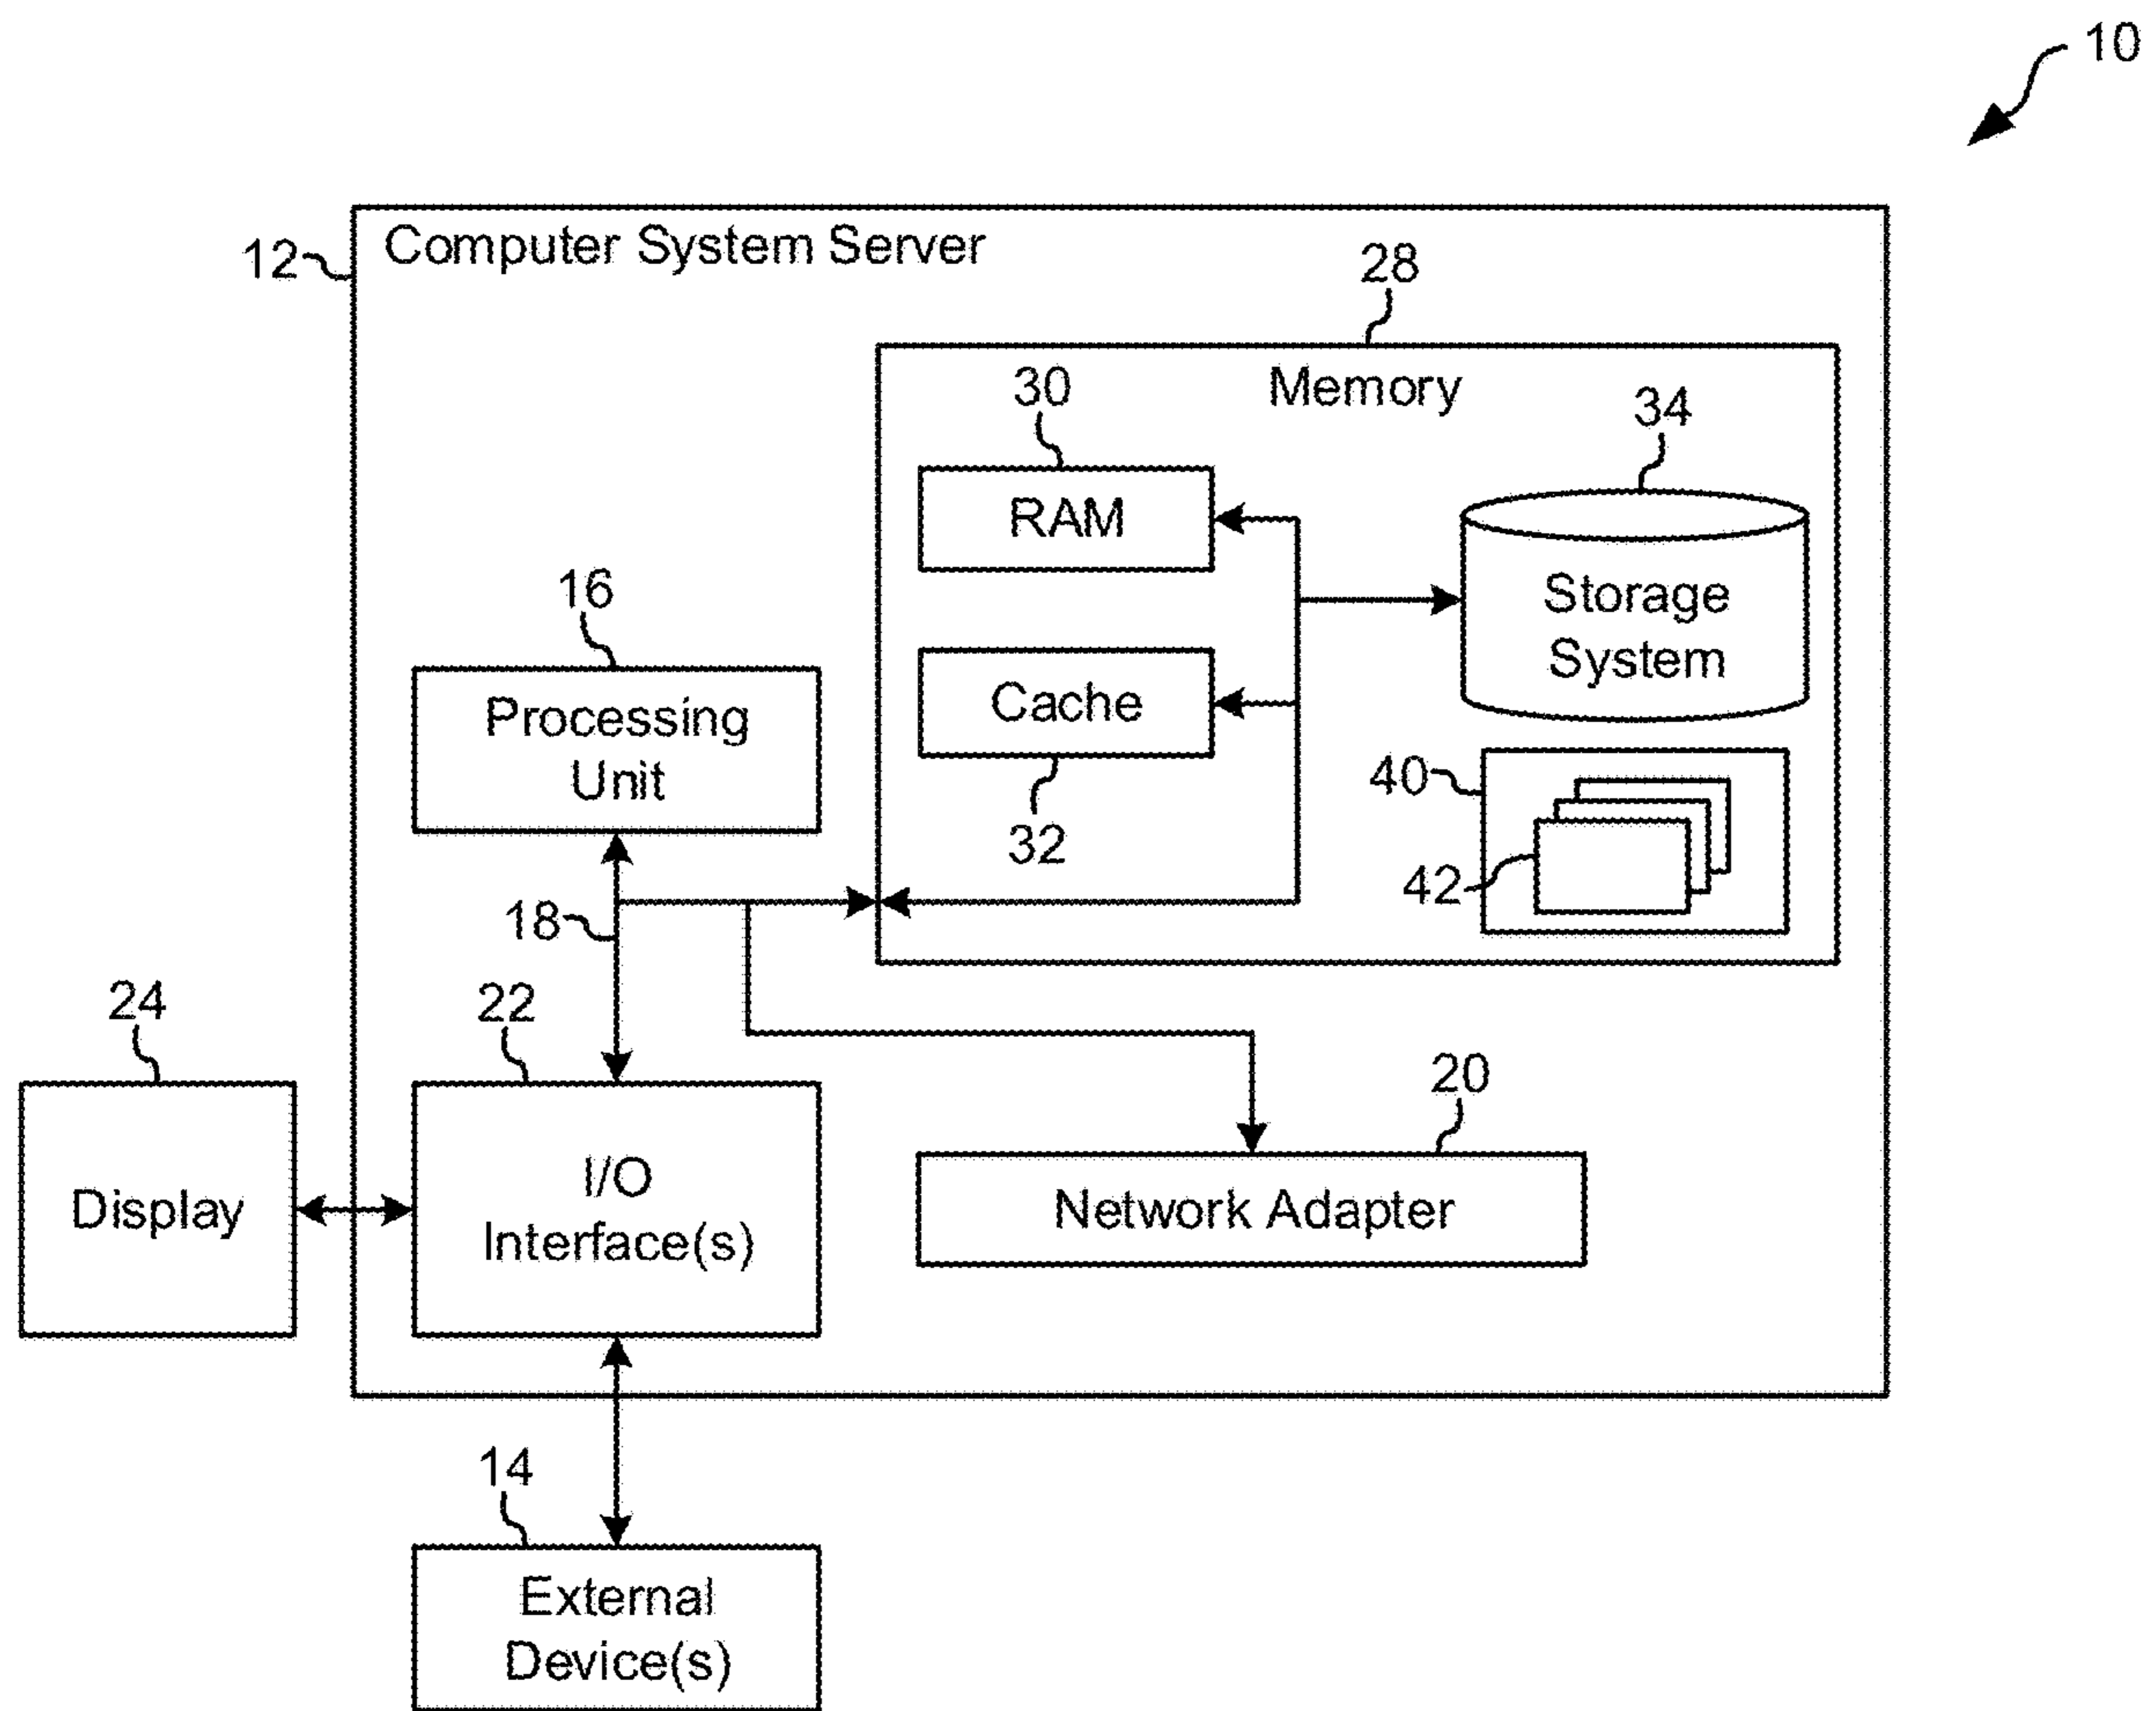 10
12
Computer System Server
28
Memory
30
RAM
34
Storage
System
Cache
32
16
Processing
Unit
40
42
18
24
Display
22
I/O
Interface(s)
20
Network Adapter
14
External
Device(s)